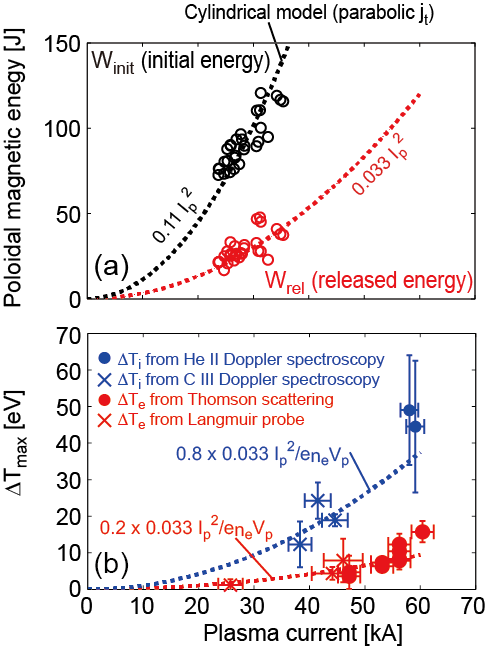 Cylindrical model (parabolic jt)
150
Winit (initial energy)
100
0.11 Ip2
0.033 Ip2
50
(a)
Wrel (released energy)
0
Poloidal magnetic enegy [J]
70
ΔTi from He II Doppler spectroscopy
60
ΔTi from C III Doppler spectroscopy
ΔTe from Thomson scattering
50
ΔTe from Langmuir probe
40
0.8 x 0.033 Ip2/eneVp
30
20
0.2 x 0.033 Ip2/eneVp
10
(b)
0
ΔTmax [eV]
0 10 20 30 40 50 60 70
Plasma current [kA]